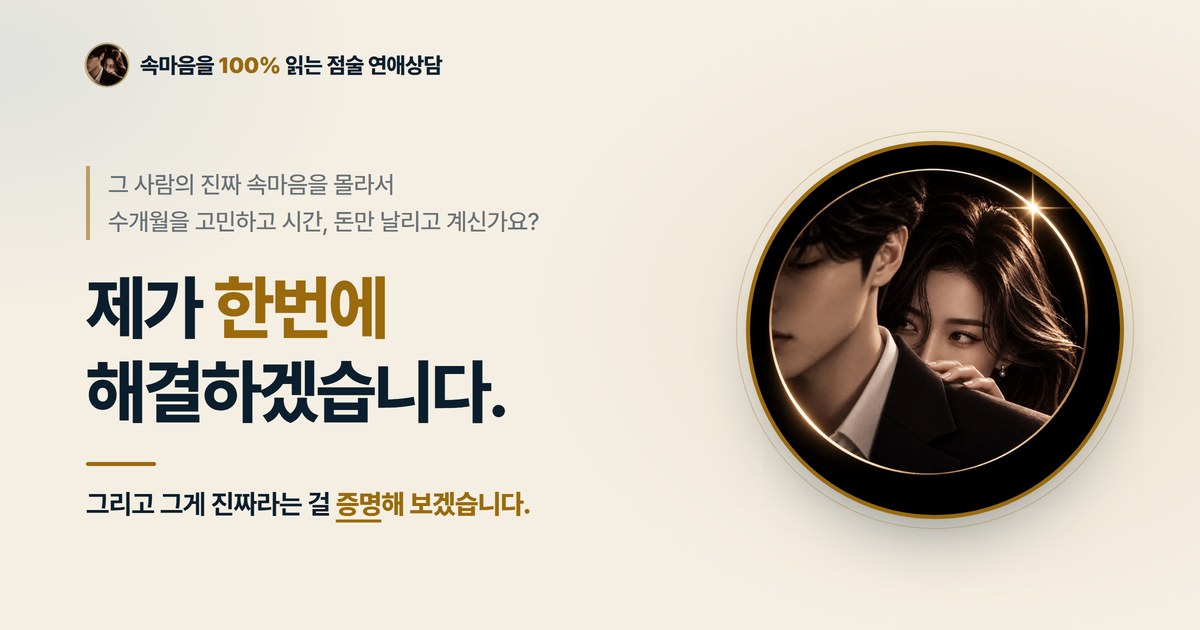 속마음을 100% 읽는 점술 연애상담
그 사람의 진짜 속마음을 몰라서
수개월을 고민하고 시간, 돈만 날리고 계신가요?
제가 한번에
해결하겠습니다.
그리고 그게 진짜라는 걸 증명해 보겠습니다.